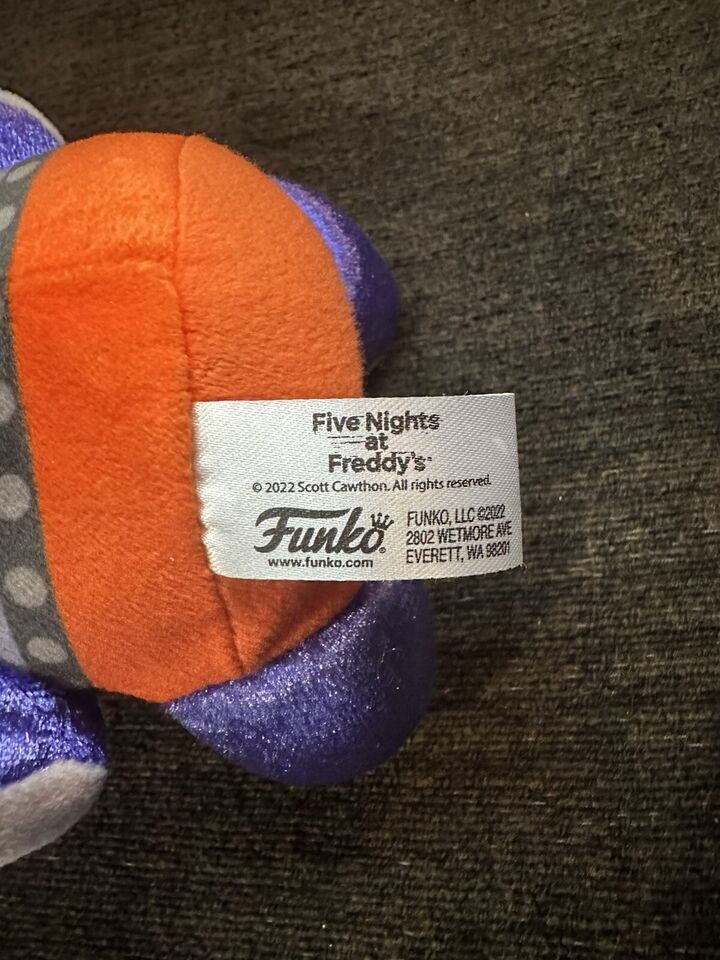 Five Nights
at
Freddy's
© 2022 Scott Cawthon. All rights reserved.
Funko®
www.funko.com
FUNKO, LLC ©2022
2802 WETMORE AVE
EVERETT, WA 98201